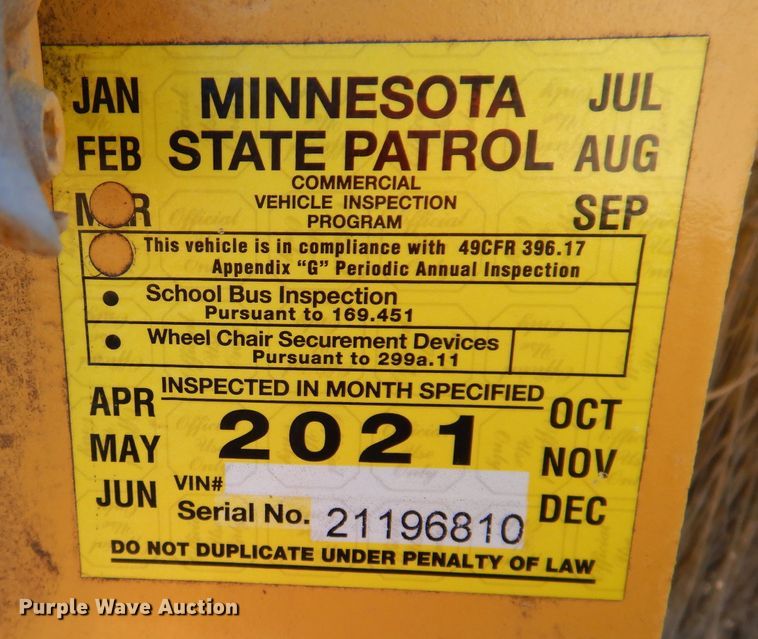 JAN MINNESOTA JUL
FEB STATE PATROL AUG
COMMERCIAL
VEHICLE INSPECTION
M R PROGRAM SEP
This vehicle is in compliance with 49CFR 396.17
Appendix "G" Periodic Annual Inspection
• School Bus Inspection
Pursuant to 169.451
• Wheel Chair Securement Devices
Pursuant to 299a.11
INSPECTED IN MONTH SPECIFIED
APR 2021 OCT
MAY NOV
JUN VIN# DEC
Serial No. 21196810
DO NOT DUPLICATE UNDER PENALTY OF LAW
Purple Wave Auction